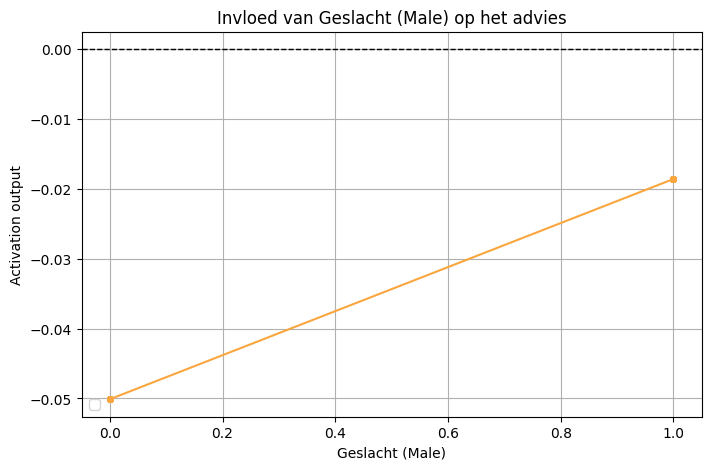 Invloed van Geslacht (Male) op het advies
Activation output
0.00
−0.01
−0.02
−0.03
−0.04
−0.05
0.0 0.2 0.4 0.6 0.8 1.0
Geslacht (Male)